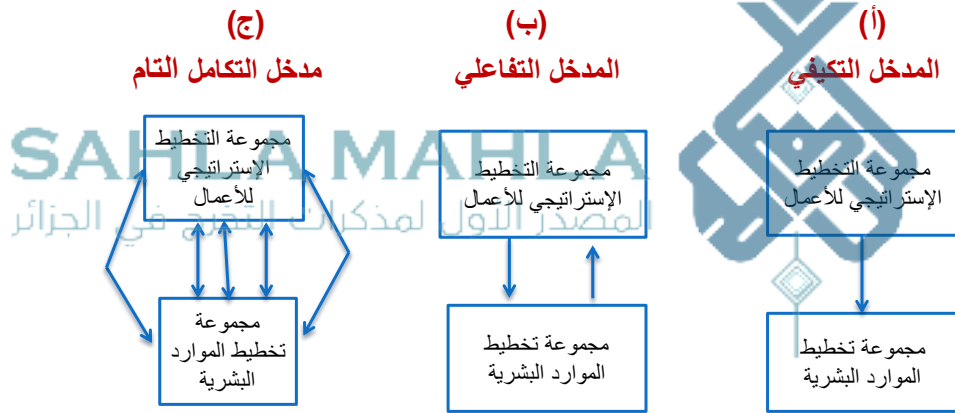 (أ)
المدخل التكيفي
مجموعة التخطيط
الإستراتيجي للأعمال
مجموعة تخطيط
الموارد البشرية
(ب)
المدخل التفاعلي
مجموعة التخطيط
الإستراتيجي للأعمال
مجموعة تخطيط
الموارد البشرية
(ج)
مدخل التكامل التام
مجموعة التخطيط
الإستراتيجي
للأعمال
مجموعة
تخطيط الموارد
البشرية
SAHLA MAHLA
المصدر الاول لمذكرات التخرج في الجزائر